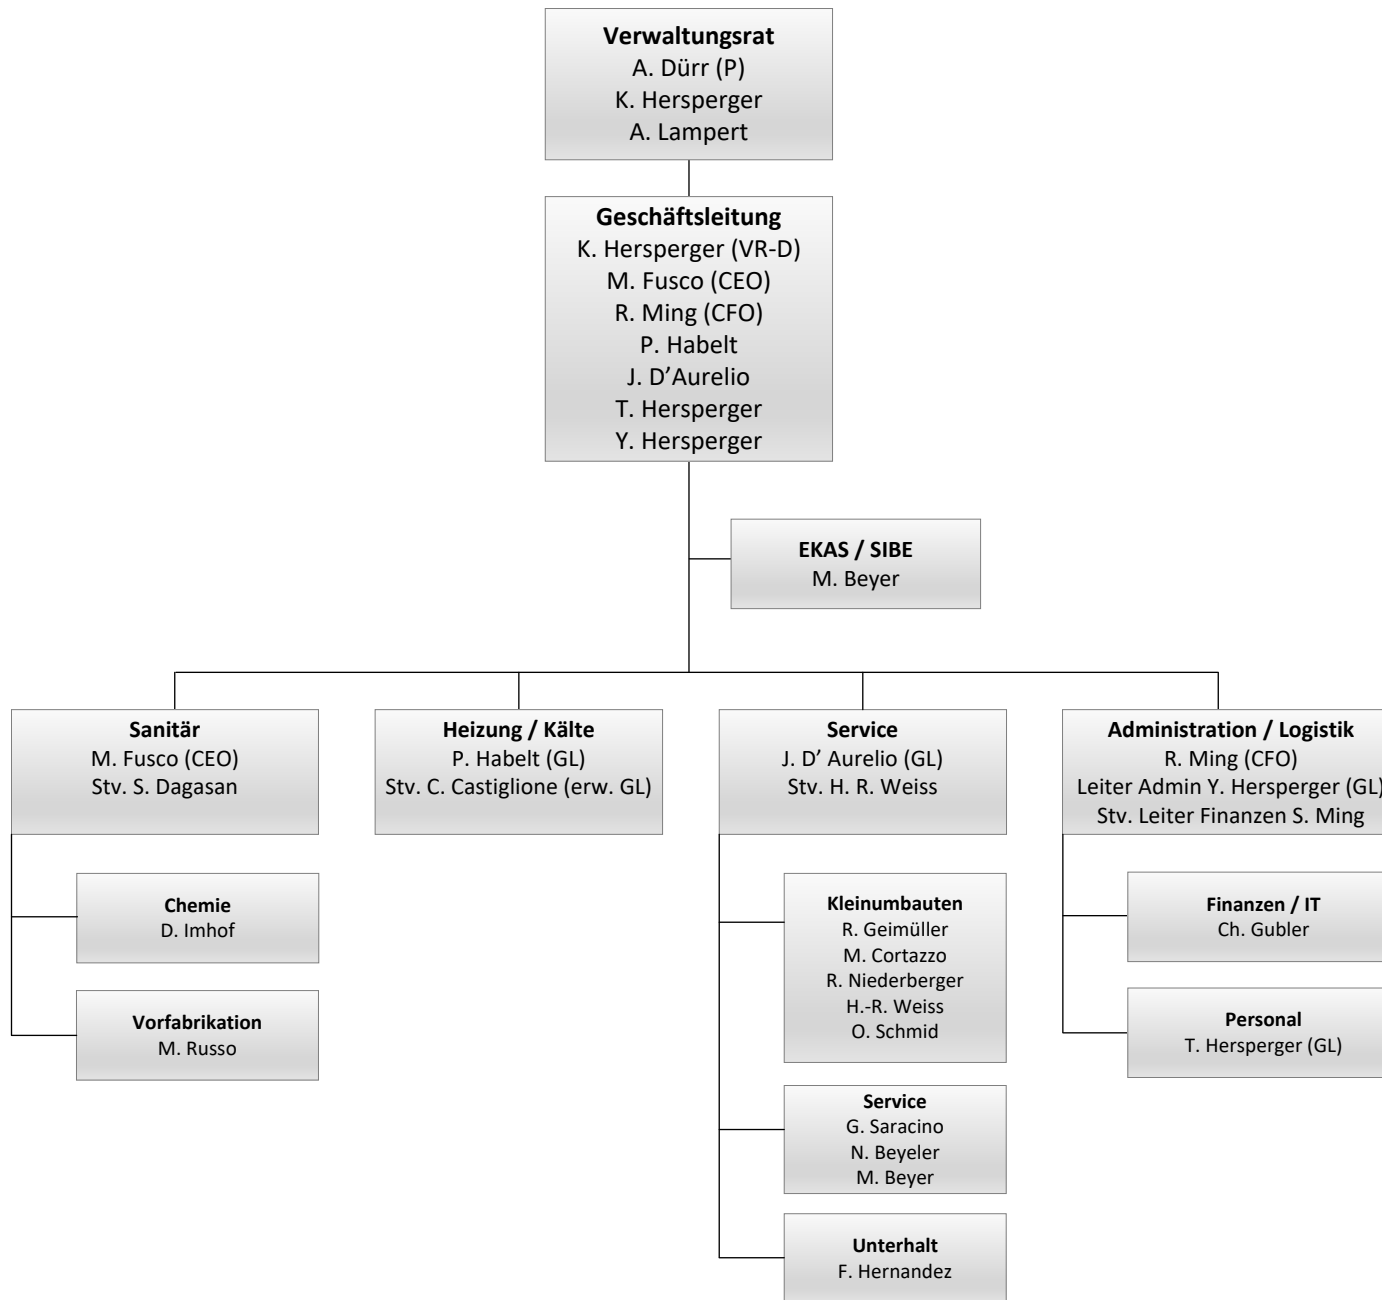 Verwaltungsrat
A. Dürr (P)
K. Hersperger
A. Lampert
Geschäftsleitung
K. Hersperger (VR-D)
M. Fusco (CEO)
R. Ming (CFO)
P. Habelt
J. D’Aurelio
T. Hersperger
Y. Hersperger
EKAS / SIBE
M. Beyer
Sanitär
M. Fusco (CEO)
Stv. S. Dagasan
Heizung / Kälte
P. Habelt (GL)
Stv. C. Castiglione (erw. GL)
Service
J. D’ Aurelio (GL)
Stv. H. R. Weiss
Administration / Logistik
R. Ming (CFO)
Leiter Admin Y. Hersperger (GL)
Stv. Leiter Finanzen S. Ming
Chemie
D. Imhof
Vorfabrikation
M. Russo
Kleinumbauten
R. Geimüller
M. Cortazzo
R. Niederberger
H.-R. Weiss
O. Schmid
Service
G. Saracino
N. Beyeler
M. Beyer
Unterhalt
F. Hernandez
Finanzen / IT
Ch. Gubler
Personal
T. Hersperger (GL)